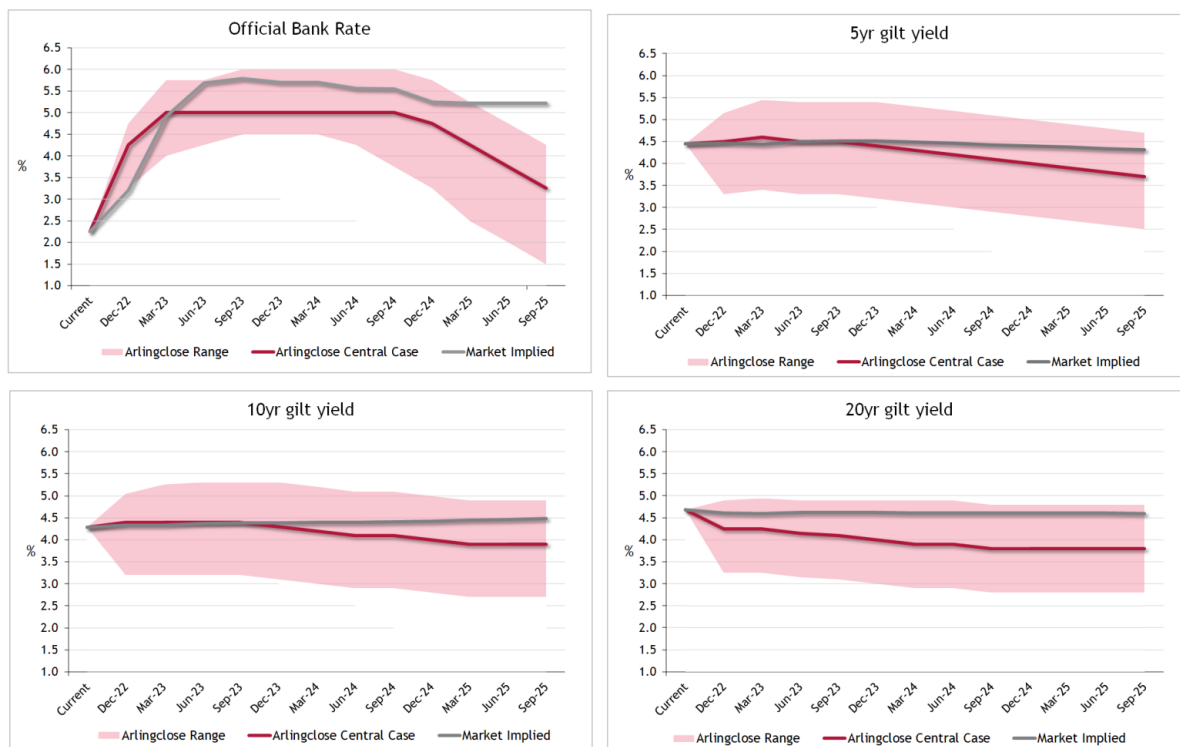 Official Bank Rate
6.5
6.0
5.5
5.0
4.5
4.0
3.5
3.0
2.5
2.0
1.5
1.0
%
Current
Dec-22
Mar-23
Jun-23
Sep-23
Dec-23
Mar-24
Jun-24
Sep-24
Dec-24
Mar-25
Jun-25
Sep-25
Arlingclose Range
Arlingclose Central Case
Market Implied
5yr gilt yield
6.5
6.0
5.5
5.0
4.5
4.0
3.5
3.0
2.5
2.0
1.5
1.0
%
Current
Dec-22
Mar-23
Jun-23
Sep-23
Dec-23
Mar-24
Jun-24
Sep-24
Dec-24
Mar-25
Jun-25
Sep-25
Arlingclose Range
Arlingclose Central Case
Market Implied
10yr gilt yield
6.5
6.0
5.5
5.0
4.5
4.0
3.5
3.0
2.5
2.0
1.5
1.0
%
Current
Dec-22
Mar-23
Jun-23
Sep-23
Dec-23
Mar-24
Jun-24
Sep-24
Dec-24
Mar-25
Jun-25
Sep-25
Arlingclose Range
Arlingclose Central Case
Market Implied
20yr gilt yield
6.5
6.0
5.5
5.0
4.5
4.0
3.5
3.0
2.5
2.0
1.5
1.0
%
Current
Dec-22
Mar-23
Jun-23
Sep-23
Dec-23
Mar-24
Jun-24
Sep-24
Dec-24
Mar-25
Jun-25
Sep-25
Arlingclose Range
Arlingclose Central Case
Market Implied